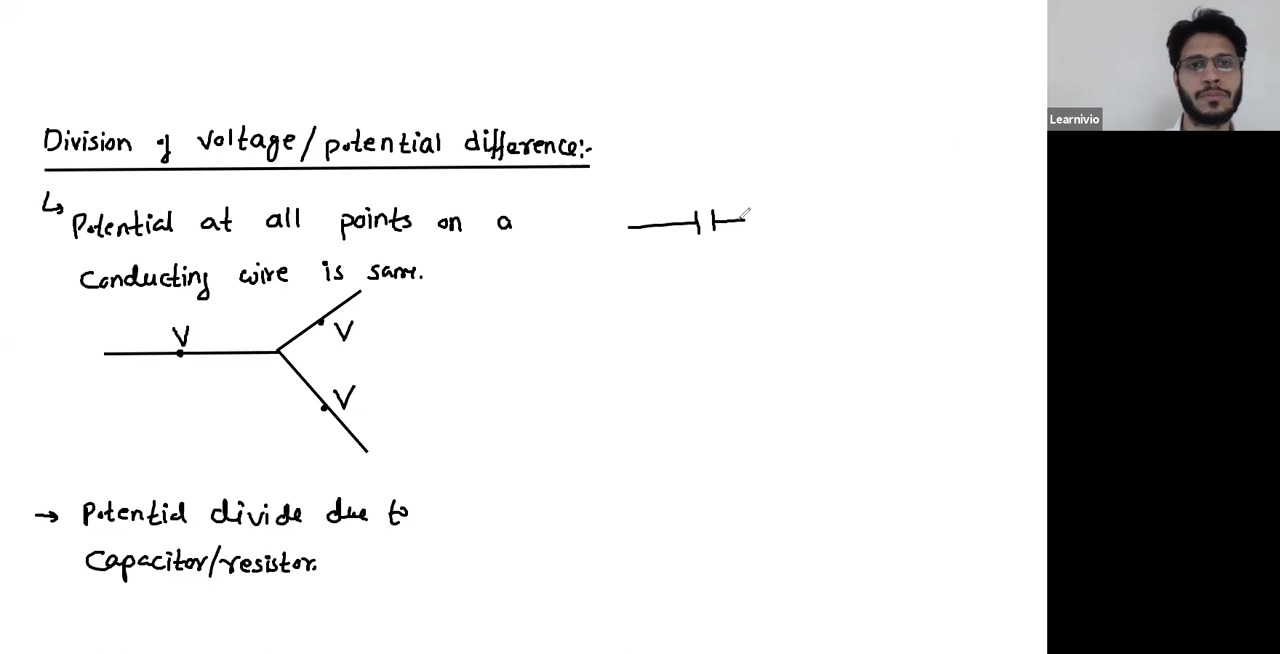 Division of voltage/potential difference:-
↳ Potential at all points on a
Conducting wire is same.
V
V
V
→ Potential divide due to
Capacitor/resistor.
Learnivio